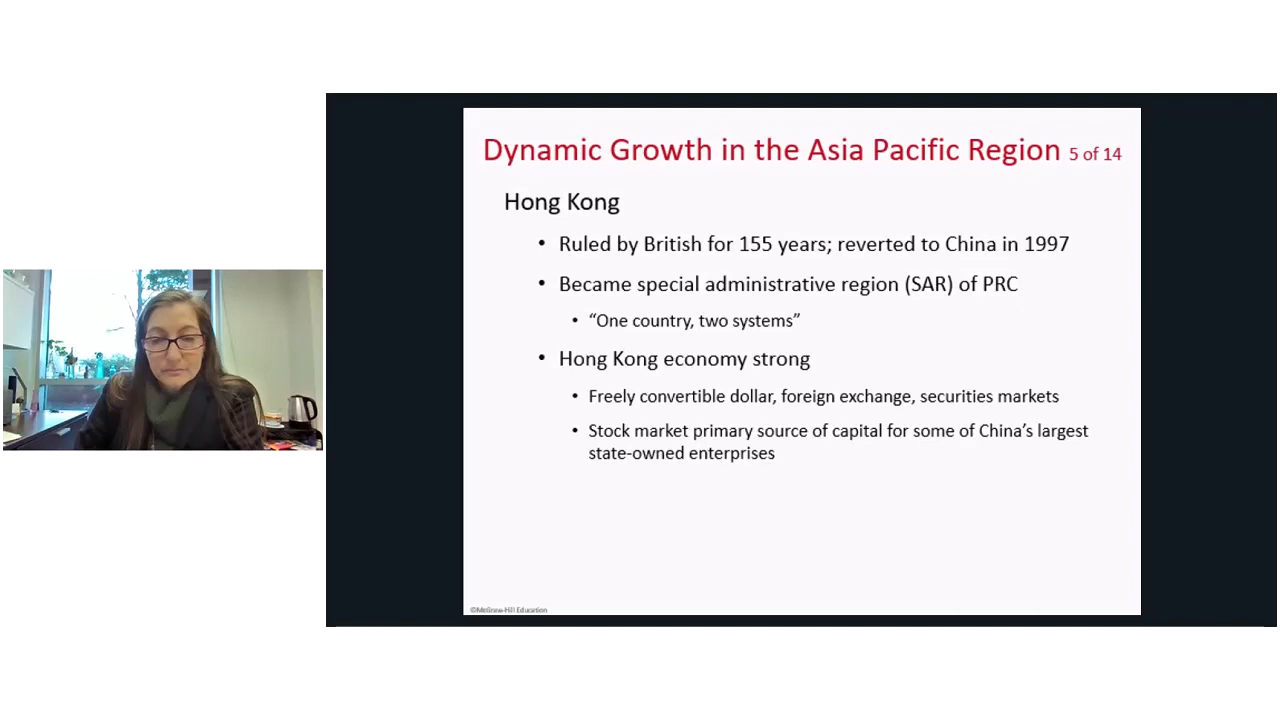 Dynamic Growth in the Asia Pacific Region 5 of 14
Hong Kong
• Ruled by British for 155 years; reverted to China in 1997
• Became special administrative region (SAR) of PRC
• “One country, two systems”
• Hong Kong economy strong
• Freely convertible dollar, foreign exchange, securities markets
• Stock market primary source of capital for some of China’s largest
state-owned enterprises
©McGraw-Hill Education